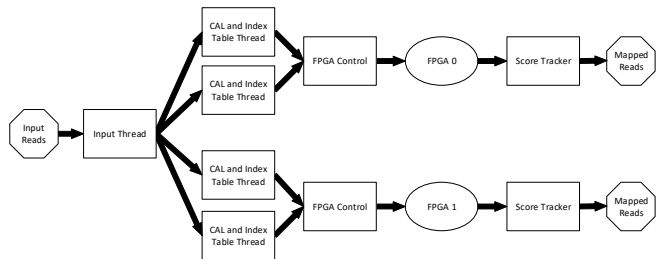 CAL and Index
Table Thread
FPGA Control
FPGA 0
Score Tracker
Mapped
Reads
CAL and Index
Table Thread
Input
Reads
Input Thread
CAL and Index
Table Thread
FPGA Control
FPGA 1
Score Tracker
Mapped
Reads
CAL and Index
Table Thread